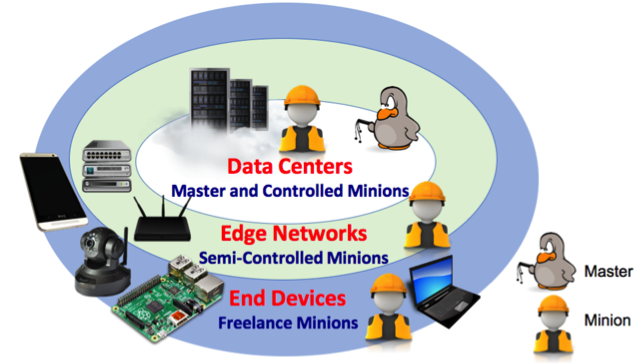 Data Centers
Master and Controlled Minions
Edge Networks
Semi-Controlled Minions
End Devices
Freelance Minions
Master
Minion